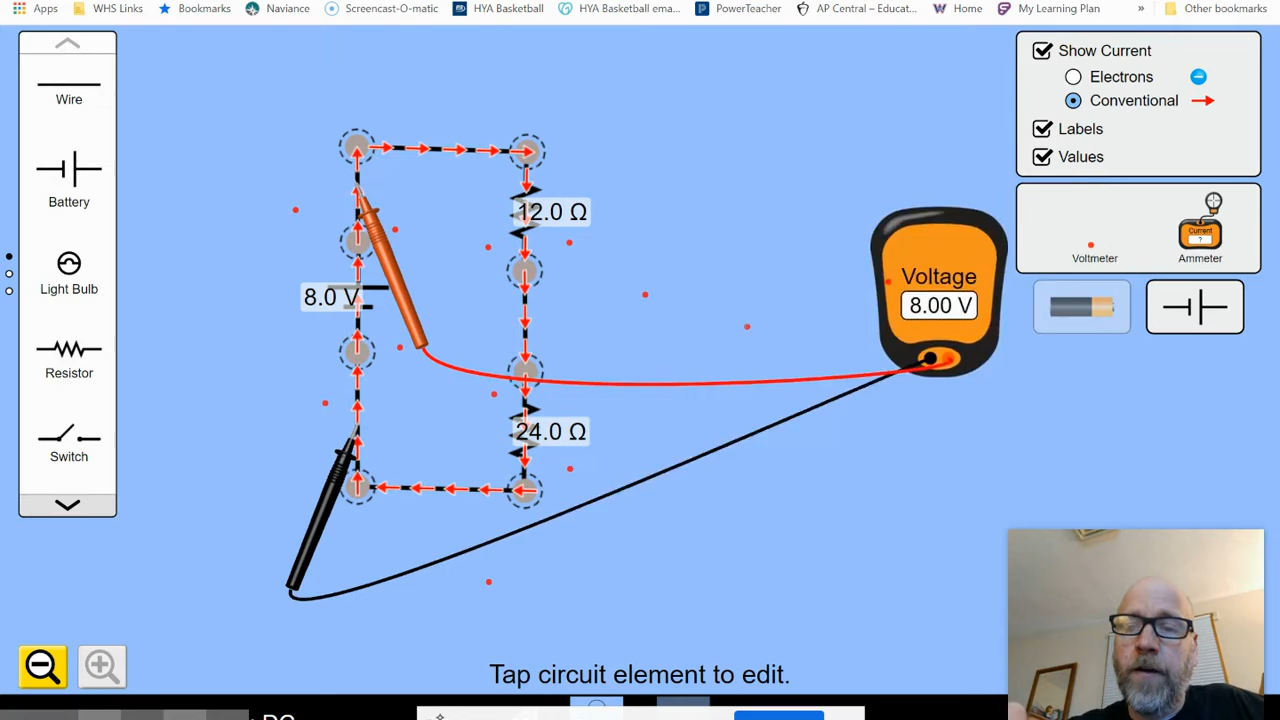 Apps WHS Links Bookmarks Naviance Screencast-O-matic HYA Basketball HYA Basketball ema... PowerTeacher AP Central – Educat... Home My Learning Plan » Other bookmarks
Wire
Battery
Light Bulb
Resistor
Switch
12.0 Ω
8.0 V
24.0 Ω
Voltage
8.00 V
Show Current
Electrons
Conventional
Labels
Values
Voltmeter
Current
?
Ammeter
Tap circuit element to edit.